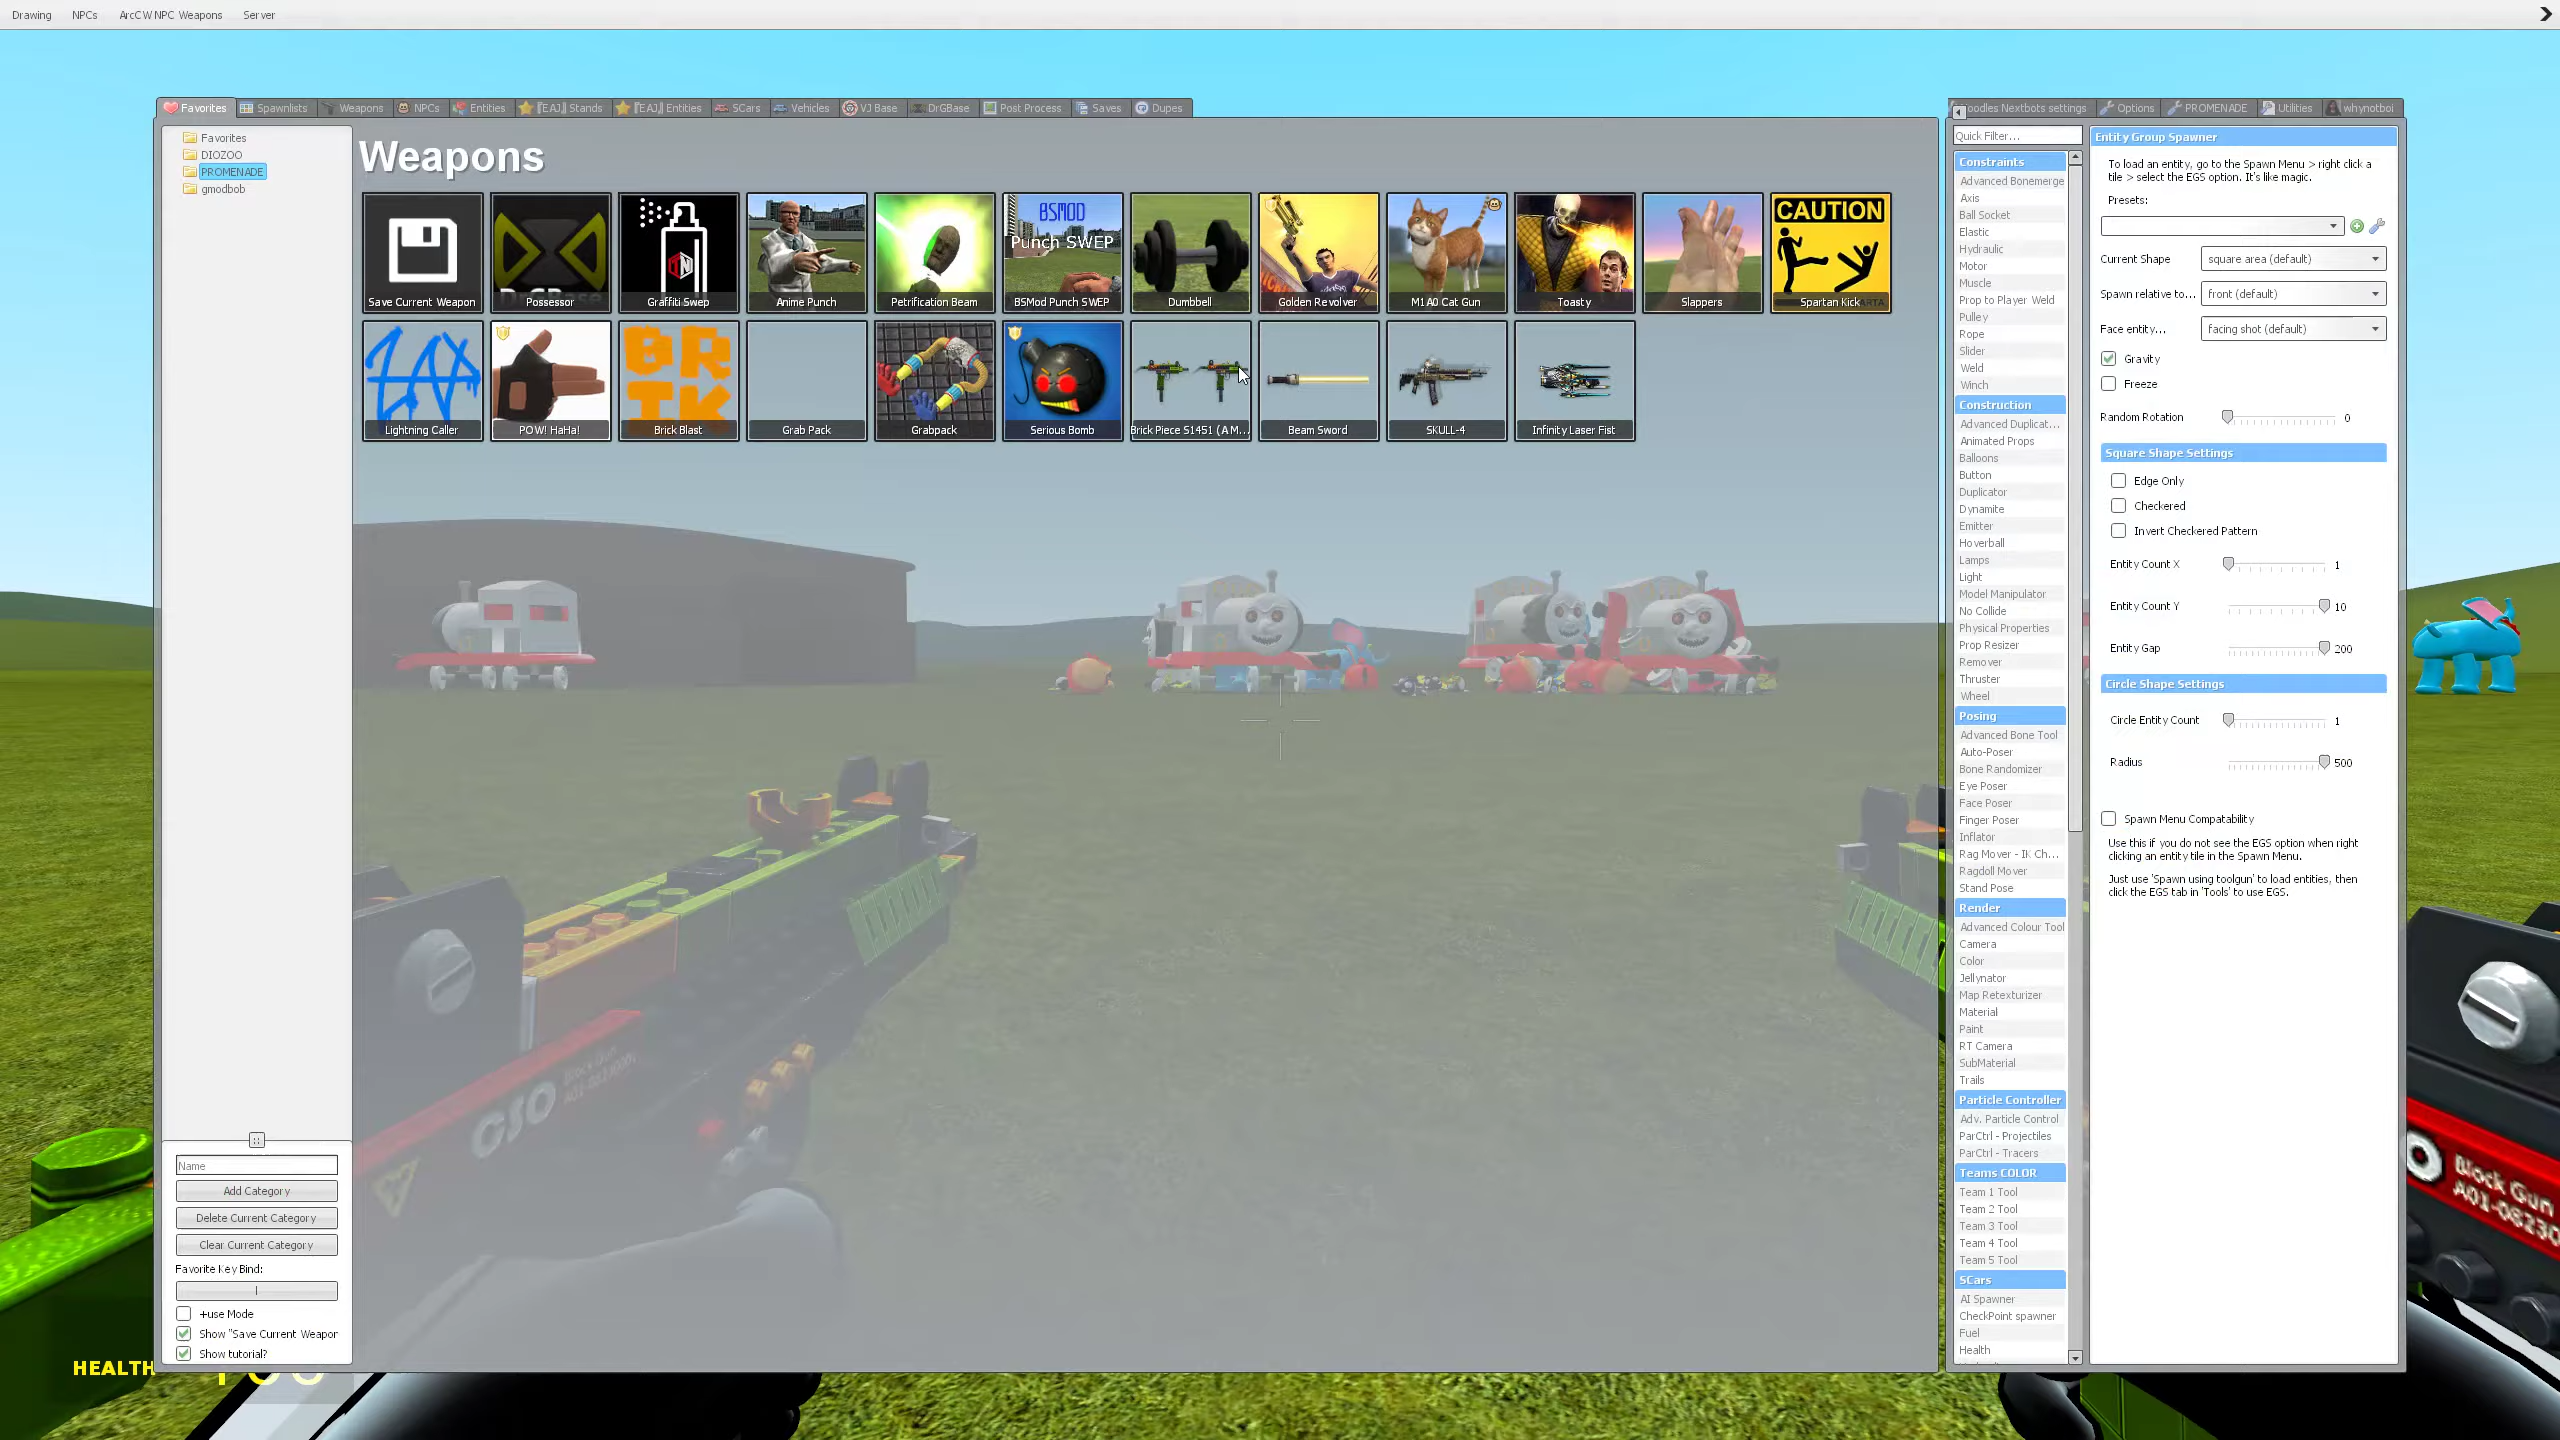 Drawing NPCs ArcCW NPC Weapons Server
Favorites Spawnlists Weapons NPCs Entities [EAJ] Stands [EAJ] Entities SCars Vehicles VJ Base DrGBase Post Process Saves Dupes
Favorites
DIOZOO
PROMENADE
gmodbob
Weapons
Save Current Weapon
Possessor
Graffiti Swep
Anime Punch
Petrification Beam
BSMOD
Punch SWEP
BSMod Punch SWEP
Dumbbell
Golden Revolver
M1A0 Cat Gun
Toasty
Slappers
CAUTION
Spartan Kick
Lightning Caller
POW! HaHa!
BR
IK
Brick Blast
Grab Pack
Grabpack
Serious Bomb
Brick Piece S1451 (AM...
Beam Sword
SKULL-4
Infinity Laser Fist
Name
Add Category
Delete Current Category
Clear Current Category
Favorite Key Bind:
I
+use Mode
Show "Save Current Weapor
Show tutorial?
HEALTH
CSO
Block Gun
oodles Nextbots settings Options PROMENADE Utilities whynotboi
Quick Filter...
Constraints
Advanced Bonemerge
Axis
Ball Socket
Elastic
Hydraulic
Motor
Muscle
Prop to Player Weld
Pulley
Rope
Slider
Weld
Winch
Construction
Advanced Duplicat...
Animated Props
Balloons
Button
Duplicator
Dynamite
Emitter
Hoverball
Lamps
Light
Model Manipulator
No Collide
Physical Properties
Prop Resizer
Remover
Thruster
Wheel
Posing
Advanced Bone Tool
Auto-Poser
Bone Randomizer
Eye Poser
Face Poser
Finger Poser
Inflator
Rag Mover - IK Ch...
Ragdoll Mover
Stand Pose
Render
Advanced Colour Tool
Camera
Color
Jellynator
Map Retexturizer
Material
Paint
RT Camera
SubMaterial
Trails
Particle Controller
Adv. Particle Control
ParCtrl - Projectiles
ParCtrl - Tracers
Teams COLOR
Team 1 Tool
Team 2 Tool
Team 3 Tool
Team 4 Tool
Team 5 Tool
SCars
AI Spawner
CheckPoint spawner
Fuel
Health
Entity Group Spawner
To load an entity, go to the Spawn Menu > right click a
tile > select the EGS option. It's like magic.
Presets:
Current Shape square area (default)
Spawn relative to... front (default)
Face entity... facing shot (default)
Gravity
Freeze
Random Rotation 0
Square Shape Settings
Edge Only
Checkered
Invert Checkered Pattern
Entity Count X 1
Entity Count Y 10
Entity Gap 200
Circle Shape Settings
Circle Entity Count 1
Radius 500
Spawn Menu Compatability
Use this if you do not see the EGS option when right
clicking an entity tile in the Spawn Menu.
Just use 'Spawn using toolgun' to load entities, then
click the EGS tab in 'Tools' to use EGS.
Block Gun
A01-08230